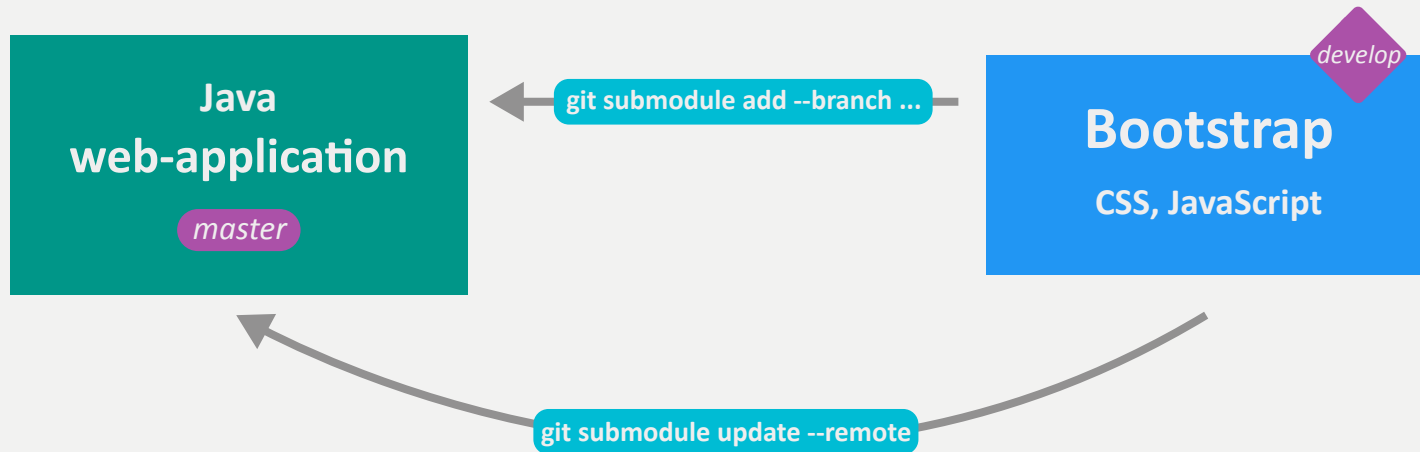 Java
web-application
master
git submodule add --branch ...
develop
Bootstrap
CSS, JavaScript
git submodule update --remote